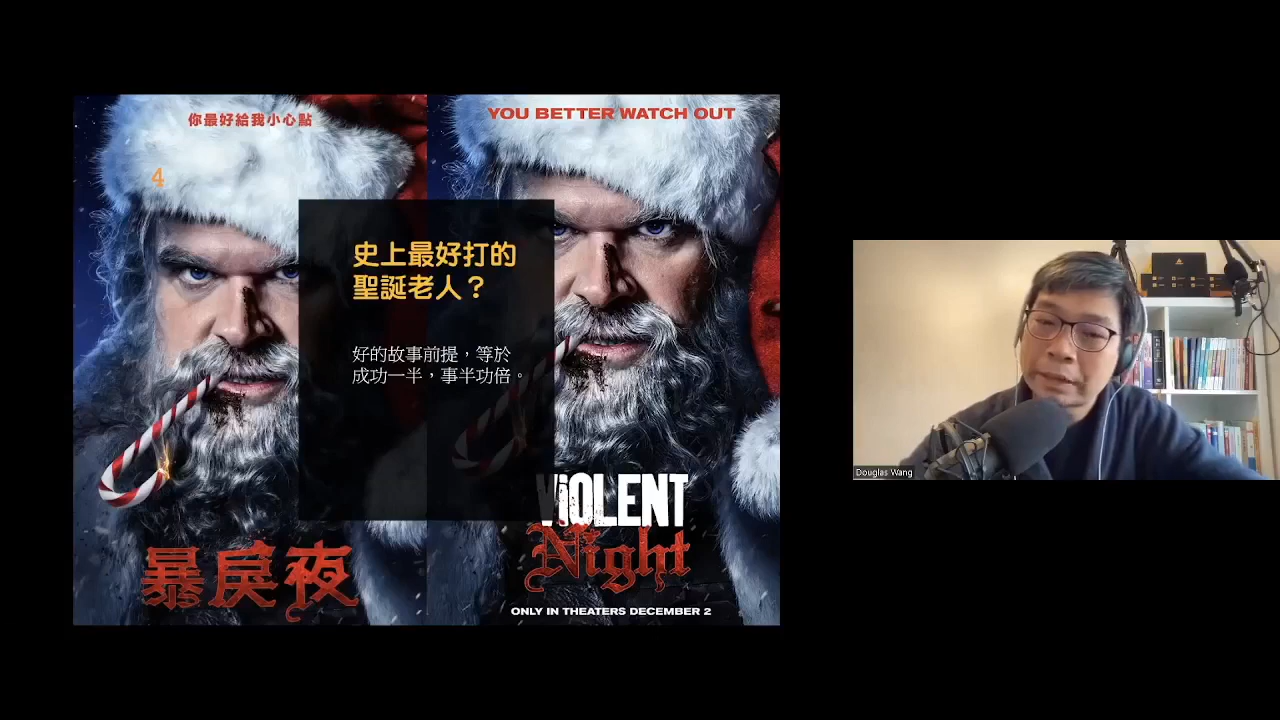 你最好給我小心點
YOU BETTER WATCH OUT
4
史上最好打的
聖誕老人？
好的故事前提，等於
成功一半，事半功倍。
暴戾夜
VIOLENT
Night
ONLY IN THEATERS DECEMBER 2
Douglas Wang